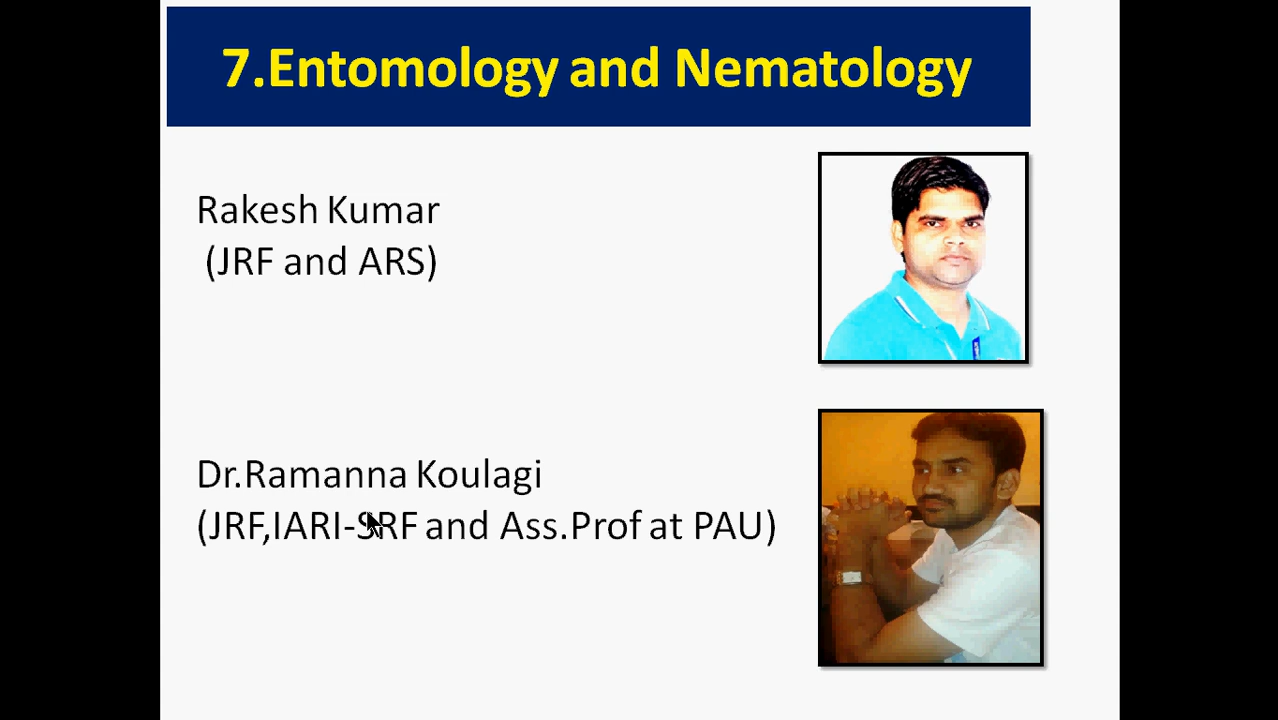 7.Entomology and Nematology
Rakesh Kumar
(JRF and ARS)
Dr.Ramanna Koulagi
(JRF,IARI-SRF and Ass.Prof at PAU)